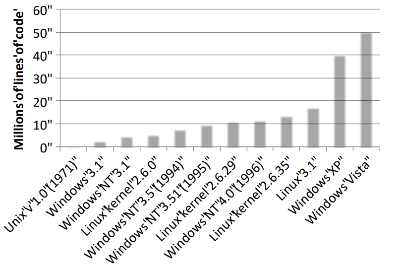 Millions'of'lines'of'code'
60"
50"
40"
30"
20"
10"
0"
Unix'v'1.0'(1971)"
Windows'3.1"
Windows'NT'3.1"
Linux'kernel'2.6.0"
Windows'NT'3.5'(1994)"
Windows'NT'3.51'(1995)"
Linux'kernel'2.6.29"
Windows'NT'4.0'(1996)"
Linux'kernel'2.6.35"
Linux'3.1"
Windows'XP"
Windows'Vista"